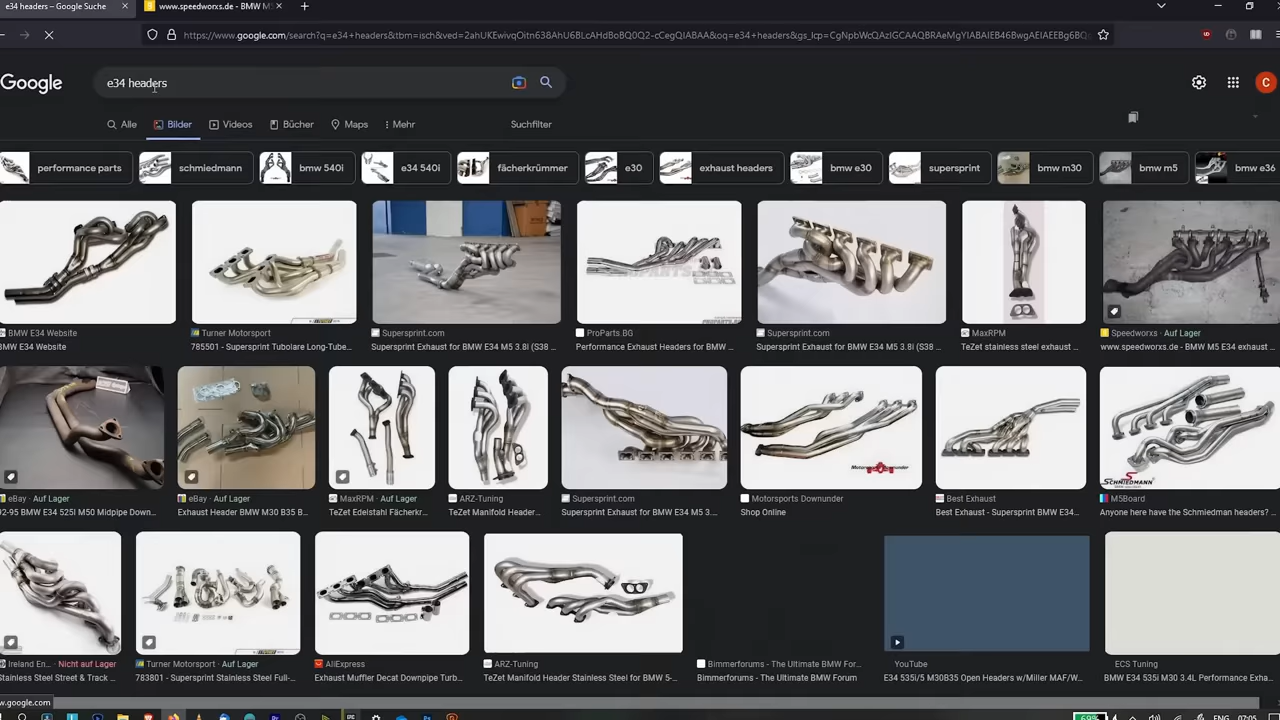 e34 headers – Google Suche
www.speedworxs.de - BMW M5
https://www.google.com/search?q=e34+headers&tbm=isch&ved=
Google
e34 headers
Alle
Bilder
Videos
Bücher
Maps
Mehr
Suchfilter
performance parts
schmiedmann
bmw 540i
e34 540i
fächerkrümmer
e30
exhaust headers
bmw e30
supersprint
bmw m30
bmw m5
bmw e36
BMW E34 Website
BMW E34 Website
Turner Motorsport
785501 - Supersprint Tubolare Long-Tube...
Supersprint.com
Supersprint Exhaust for BMW E34 M5 3.8i (S38 ...
ProParts.BG
Performance Exhaust Headers for BMW ...
Supersprint.com
Supersprint Exhaust for BMW E34 M5 3.8i (S38 ...
MaxRPM
TeZet stainless steel exhaust ...
Speedworxs · Auf Lager
www.speedworxs.de - BMW M5 E34 exhaust ...
eBay · Auf Lager
92-95 BMW E34 525I M50 Midpipe Down...
eBay · Auf Lager
Exhaust Header BMW M30 B35 B...
MaxRPM · Auf Lager
TeZet Edelstahl Fächerkr...
ARZ-Tuning
TeZet Manifold Header...
Supersprint.com
Supersprint Exhaust for BMW E34 M5 3....
Motorsports Downunder
Shop Online
Best Exhaust
Best Exhaust - Supersprint BMW E34...
SCHMIEDMANN
M5Board
Anyone here have the Schmiedman headers? ...
Ireland En... · Nicht auf Lager
Stainless Steel Street & Track ...
Turner Motorsport · Auf Lager
783801 - Supersprint Stainless Steel Full-...
AliExpress
Exhaust Muffler Decat Downpipe Turb...
ARZ-Tuning
TeZet Manifold Header Stainless Steel for BMW 5-...
Bimmerforums - The Ultimate BMW For...
Bimmerforums - The Ultimate BMW Forum
YouTube
E34 535i/5 M30B35 Open Headers w/Miller MAF/W...
ECS Tuning
BMW E34 535i M30 3.4L Performance Exha...
w.google.com
69%
ENG
07:05